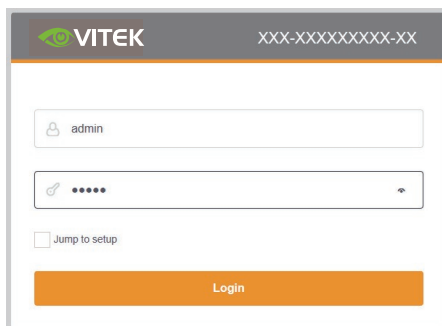 VITEK
XXX-XXXXXXXXX-XX
admin
•••••
Jump to setup
Login